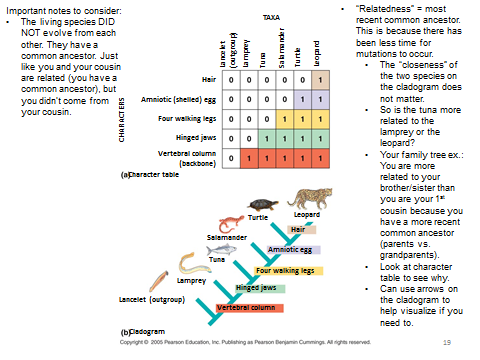 Important notes to consider:
• The living species DID
NOT evolve from each
other. They have a
common ancestor. Just
like you and your cousin
are related (you have a
common ancestor), but
you didn't come from
your cousin.
TAXA
Lancelet
(outgroup)
Lamprey
Tuna
Salamander
Turtle
Leopard
CHARACTERS
Hair 0 0 0 0 0 1
Amniotic (shelled) egg 0 0 0 0 1 1
Four walking legs 0 0 0 1 1 1
Hinged jaws 0 0 1 1 1 1
Vertebral column
(backbone) 0 1 1 1 1 1
(a)Character table
Turtle
Leopard
Salamander
Hair
Tuna
Amniotic egg
Lamprey
Four walking legs
Hinged jaws
Lancelet (outgroup)
Vertebral column
(b)Cladogram
Copyright © 2005 Pearson Education, Inc. Publishing as Pearson Benjamin Cummings. All rights reserved.
• "Relatedness" = most
recent common ancestor.
This is because there has
been less time for
mutations to occur.
• The "closeness" of
the two species on
the cladogram does
not matter.
• So is the tuna more
related to the
lamprey or the
leopard?
• Your family tree ex.:
You are more
related to your
brother/sister than
you are your 1st
cousin because you
have a more recent
common ancestor
(parents vs.
grandparents).
• Look at character
table to see why.
• Can use arrows on
the cladogram to
help visualize if you
need to.
19